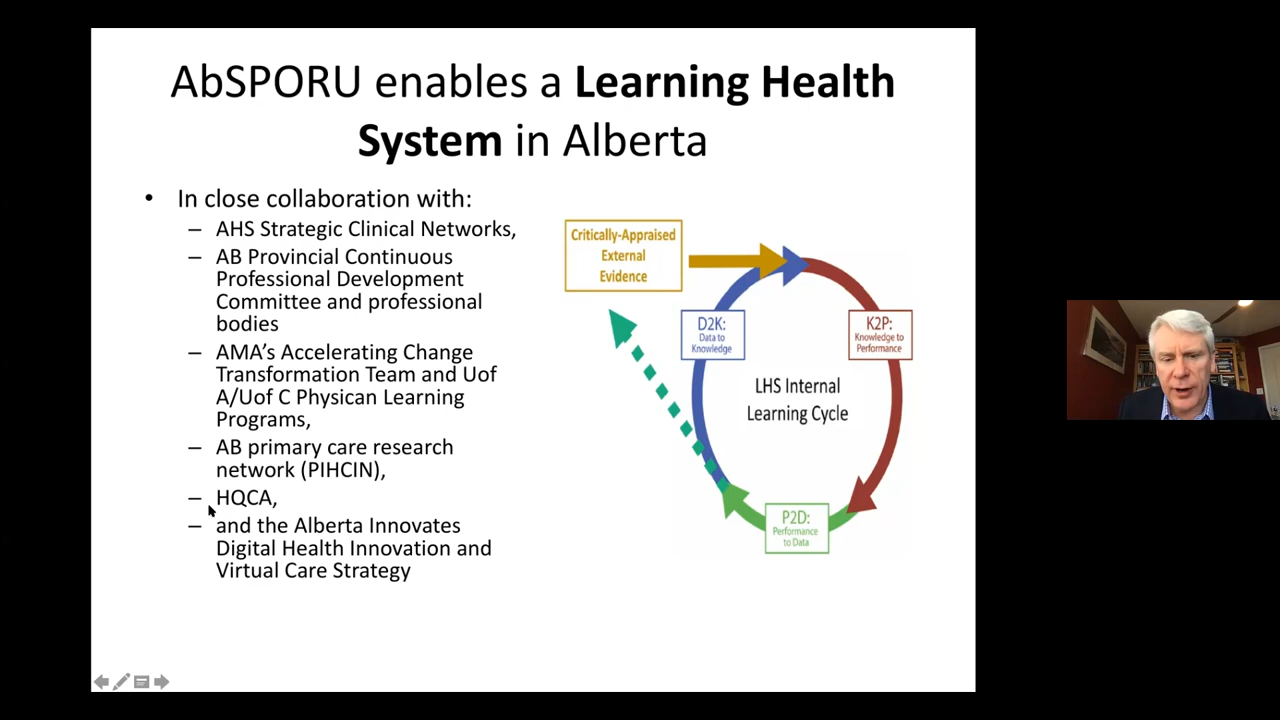 AbSPORU enables a Learning Health
System in Alberta
• In close collaboration with:
– AHS Strategic Clinical Networks,
– AB Provincial Continuous
Professional Development
Committee and professional
bodies
– AMA’s Accelerating Change
Transformation Team and Uof
A/Uof C Physican Learning
Programs,
– AB primary care research
network (PIHCIN),
– HQCA,
– and the Alberta Innovates
Digital Health Innovation and
Virtual Care Strategy
Critically-Appraised
External
Evidence
D2K:
Data to
Knowledge
K2P:
Knowledge to
Performance
LHS Internal
Learning Cycle
P2D:
Performance
to Data